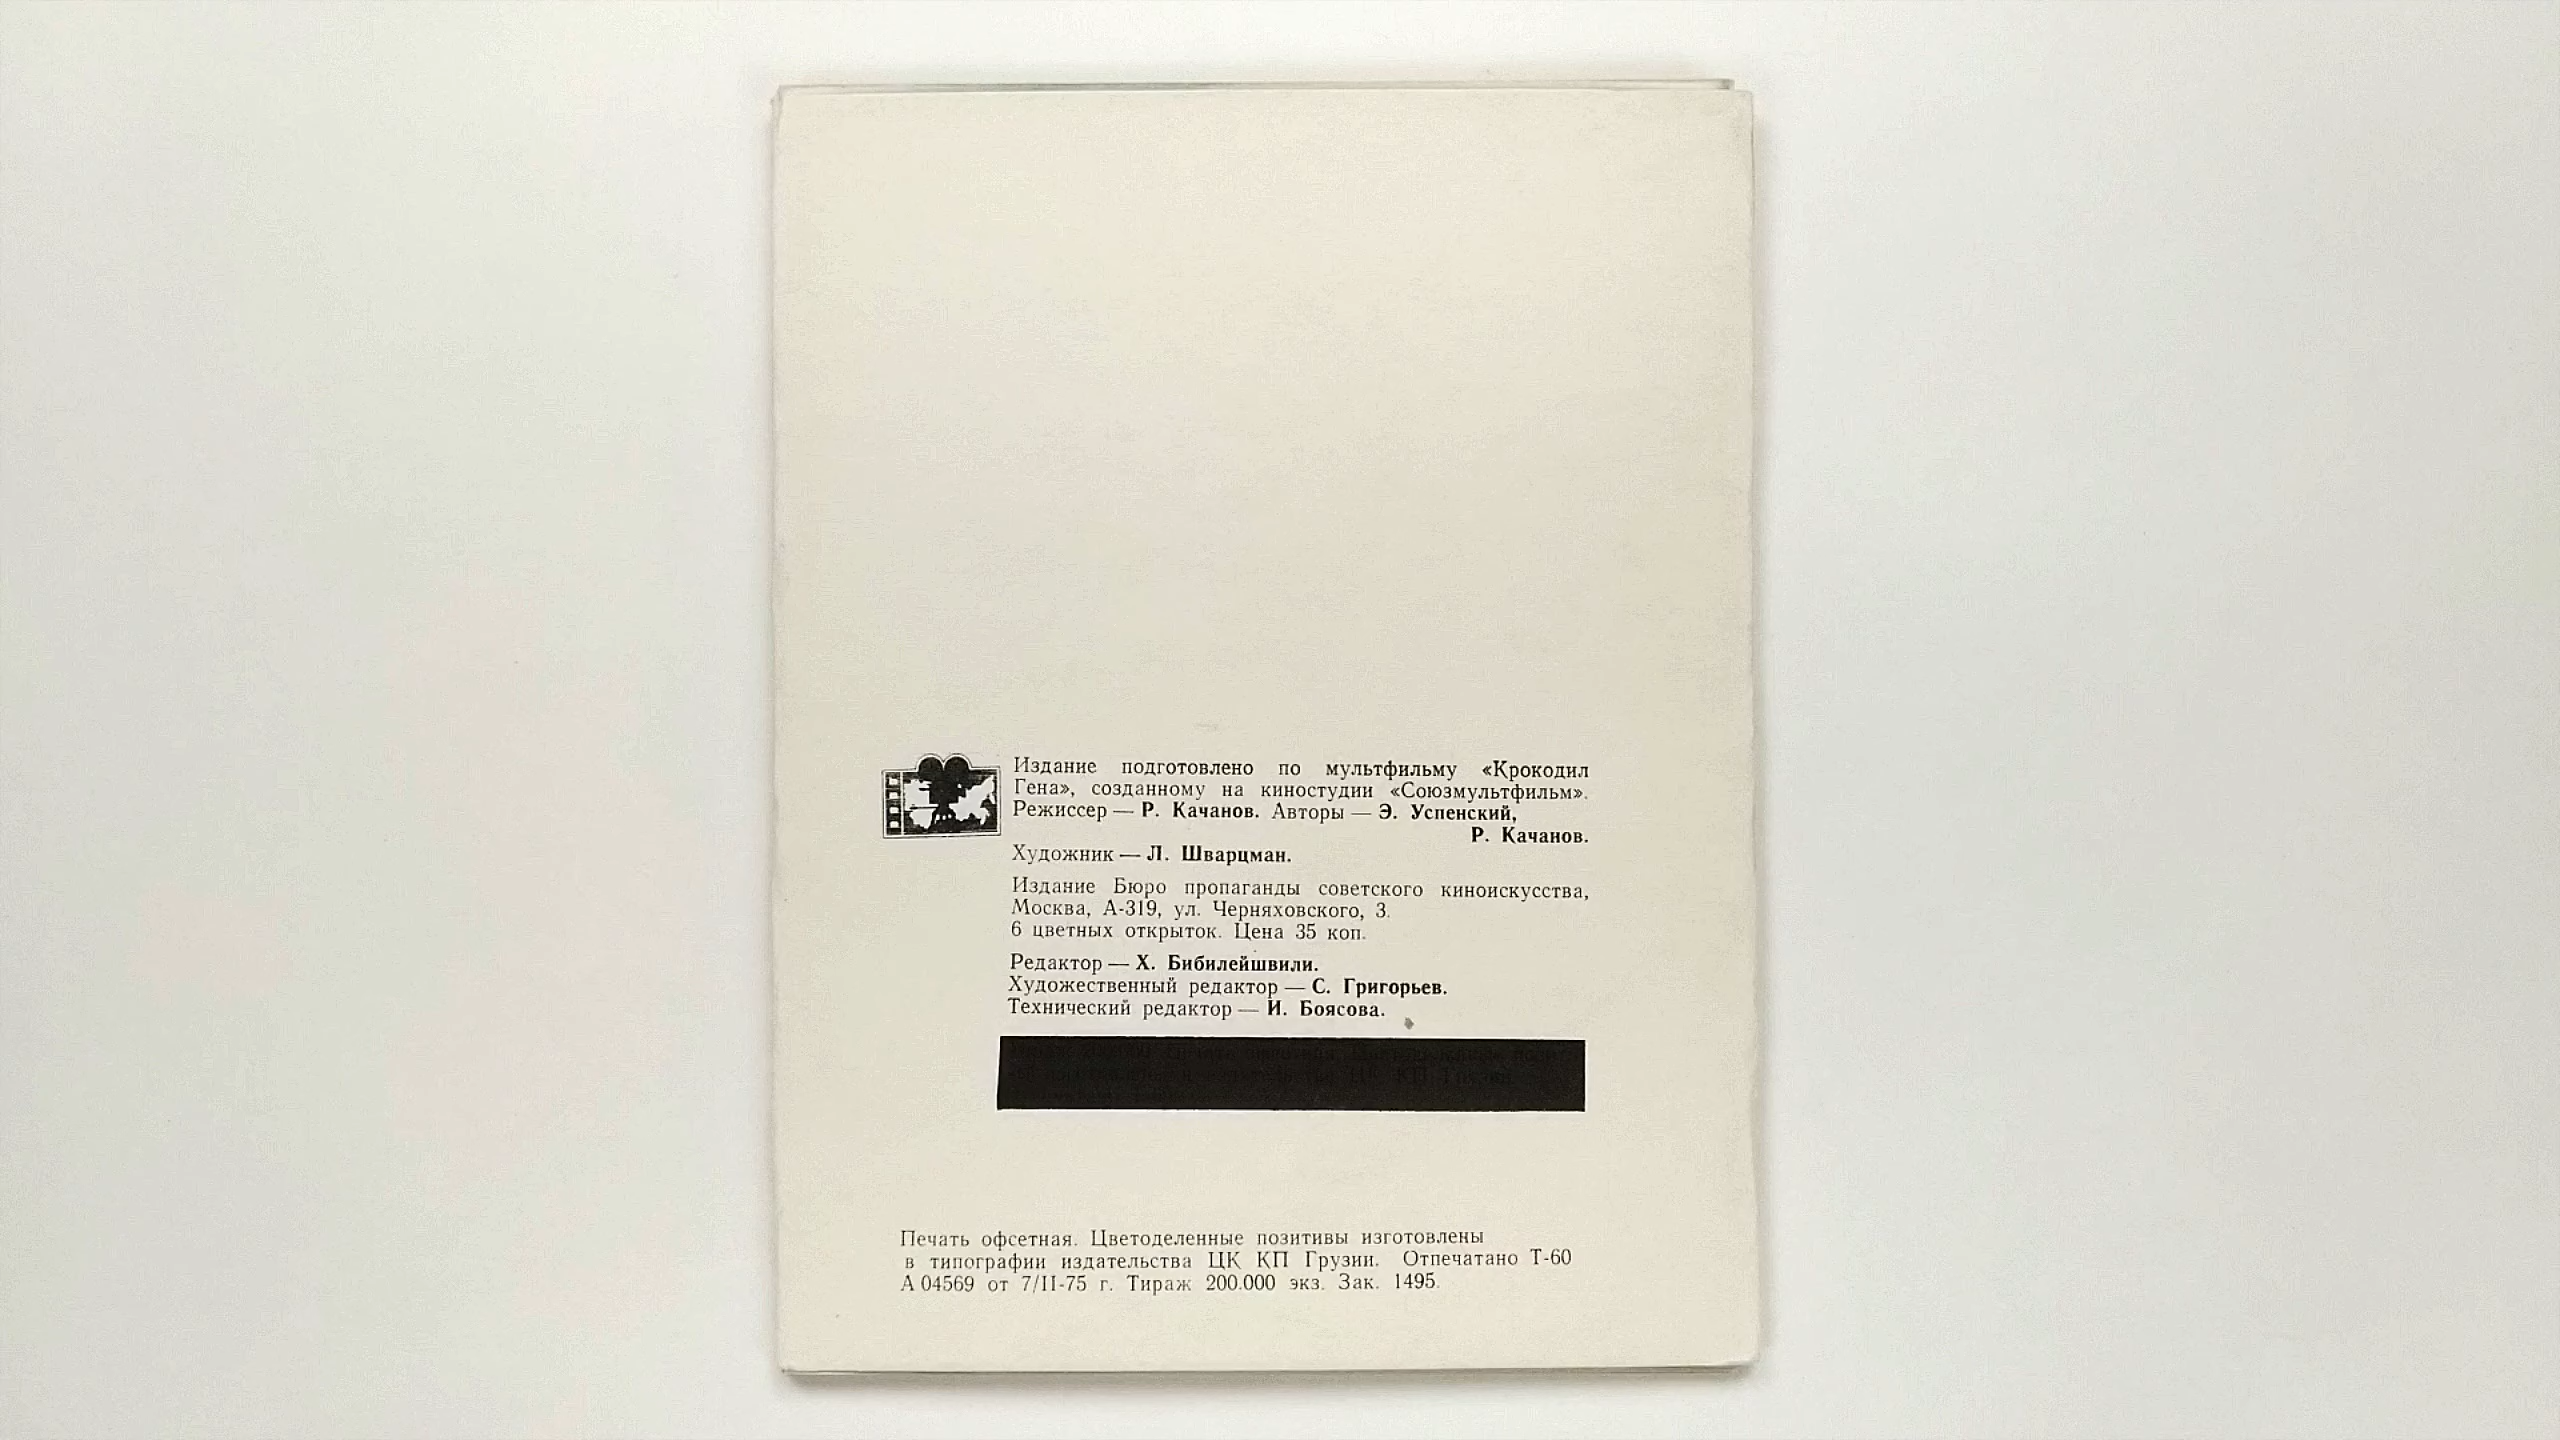 Издание подготовлено по мультфильму «Крокодил
Гена», созданному на киностудии «Союзмультфильм».
Режиссер — Р. Качанов. Авторы — Э. Успенский,
Р. Качанов.
Художник — Л. Шварцман.
Издание Бюро пропаганды советского киноискусства,
Москва, А-319, ул. Черняховского, 3.
6 цветных открыток. Цена 35 коп.
Редактор — Х. Бибилейшвили.
Художественный редактор — С. Григорьев.
Технический редактор — И. Боясова.
ЦК КП Грузии
Печать офсетная. Цветоделенные позитивы изготовлены
в типографии издательства ЦК КП Грузии. Отпечатано Т-60
А 04569 от 7/II-75 г. Тираж 200.000 экз. Зак. 1495.